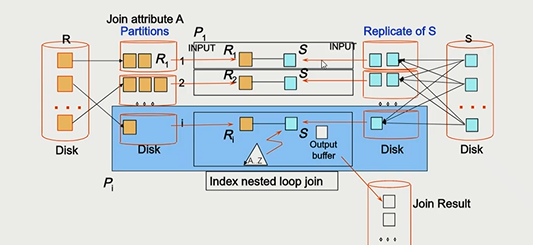 Join attribute A
R
Partitions
P1
INPUT
INPUT
Replicate of S
S
R1
1
R1
S
2
R2
S
i
Ri
S
Output
buffer
A Z
Disk
Disk
Disk
Disk
Pi
Index nested loop join
Join Result